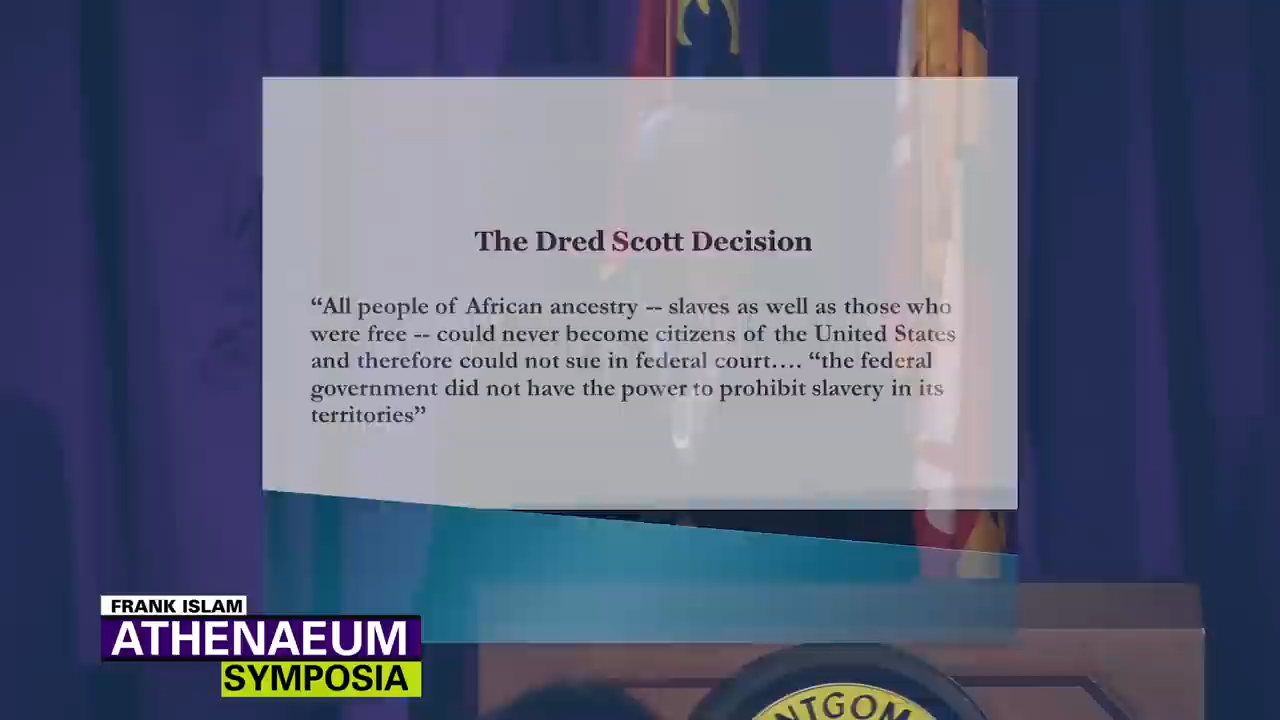 The Dred Scott Decision
“All people of African ancestry -- slaves as well as those who
were free -- could never become citizens of the United States
and therefore could not sue in federal court…. “the federal
government did not have the power to prohibit slavery in its
territories”
FRANK ISLAM
ATHENAEUM
SYMPOSIA